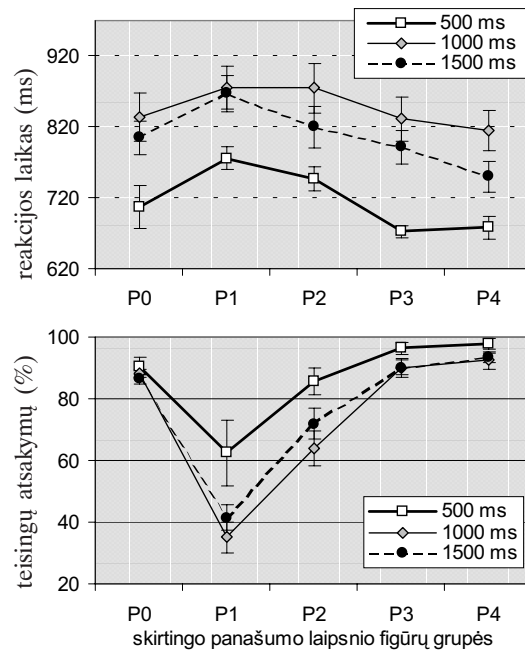 500 ms
1000 ms
1500 ms
reakcijos laikas (ms)
920
820
720
620
P0 P1 P2 P3 P4
teisingų atsakymų (%)
100
80
60
40
20
500 ms
1000 ms
1500 ms
P0 P1 P2 P3 P4
skirtingo panašumo laipsnio figūrų grupės